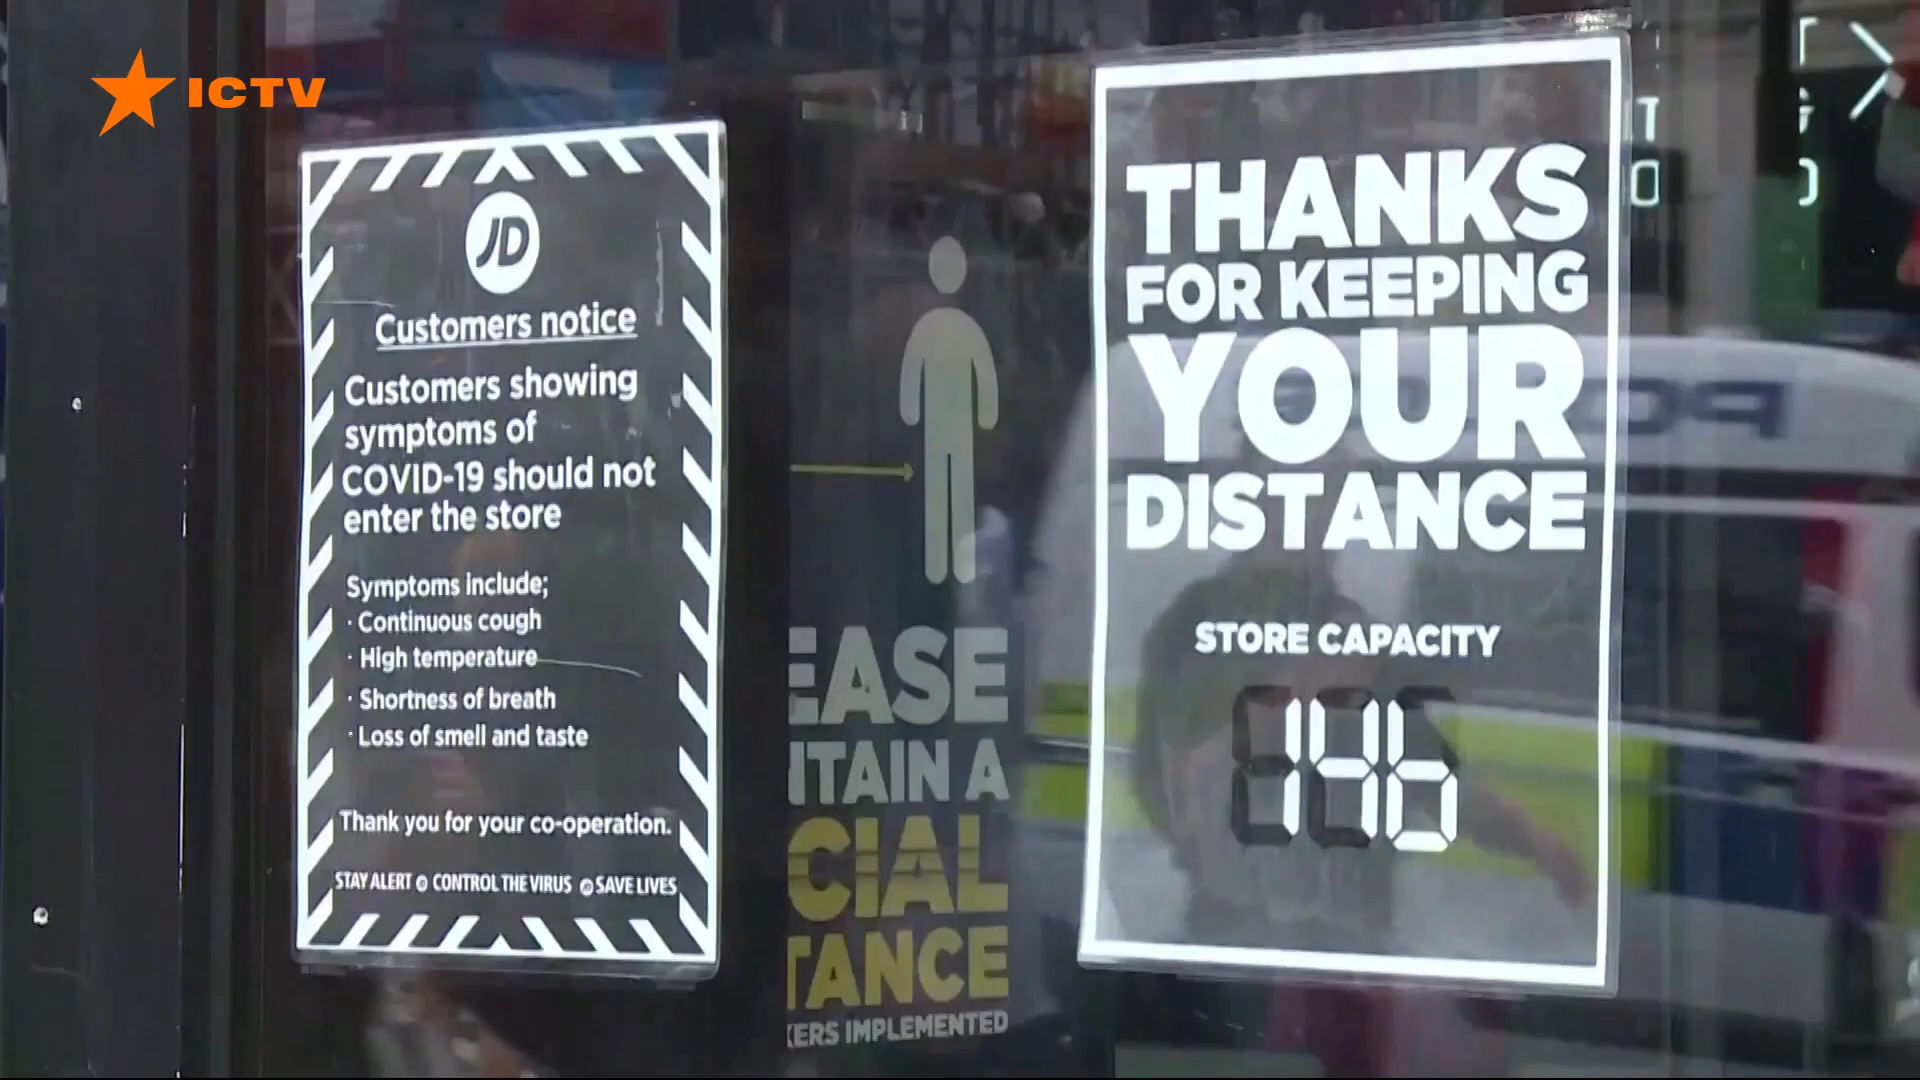 ICTV
JD
Customers notice
Customers showing
symptoms of
COVID-19 should not
enter the store
Symptoms include;
· Continuous cough
· High temperature
· Shortness of breath
· Loss of smell and taste
Thank you for your co-operation.
STAY ALERT CONTROL THE VIRUS SAVE LIVES
EASE
TAIN A
CIAL
TANCE
KERS IMPLEMENTED
THANKS
FOR KEEPING
YOUR
DISTANCE
STORE CAPACITY
146